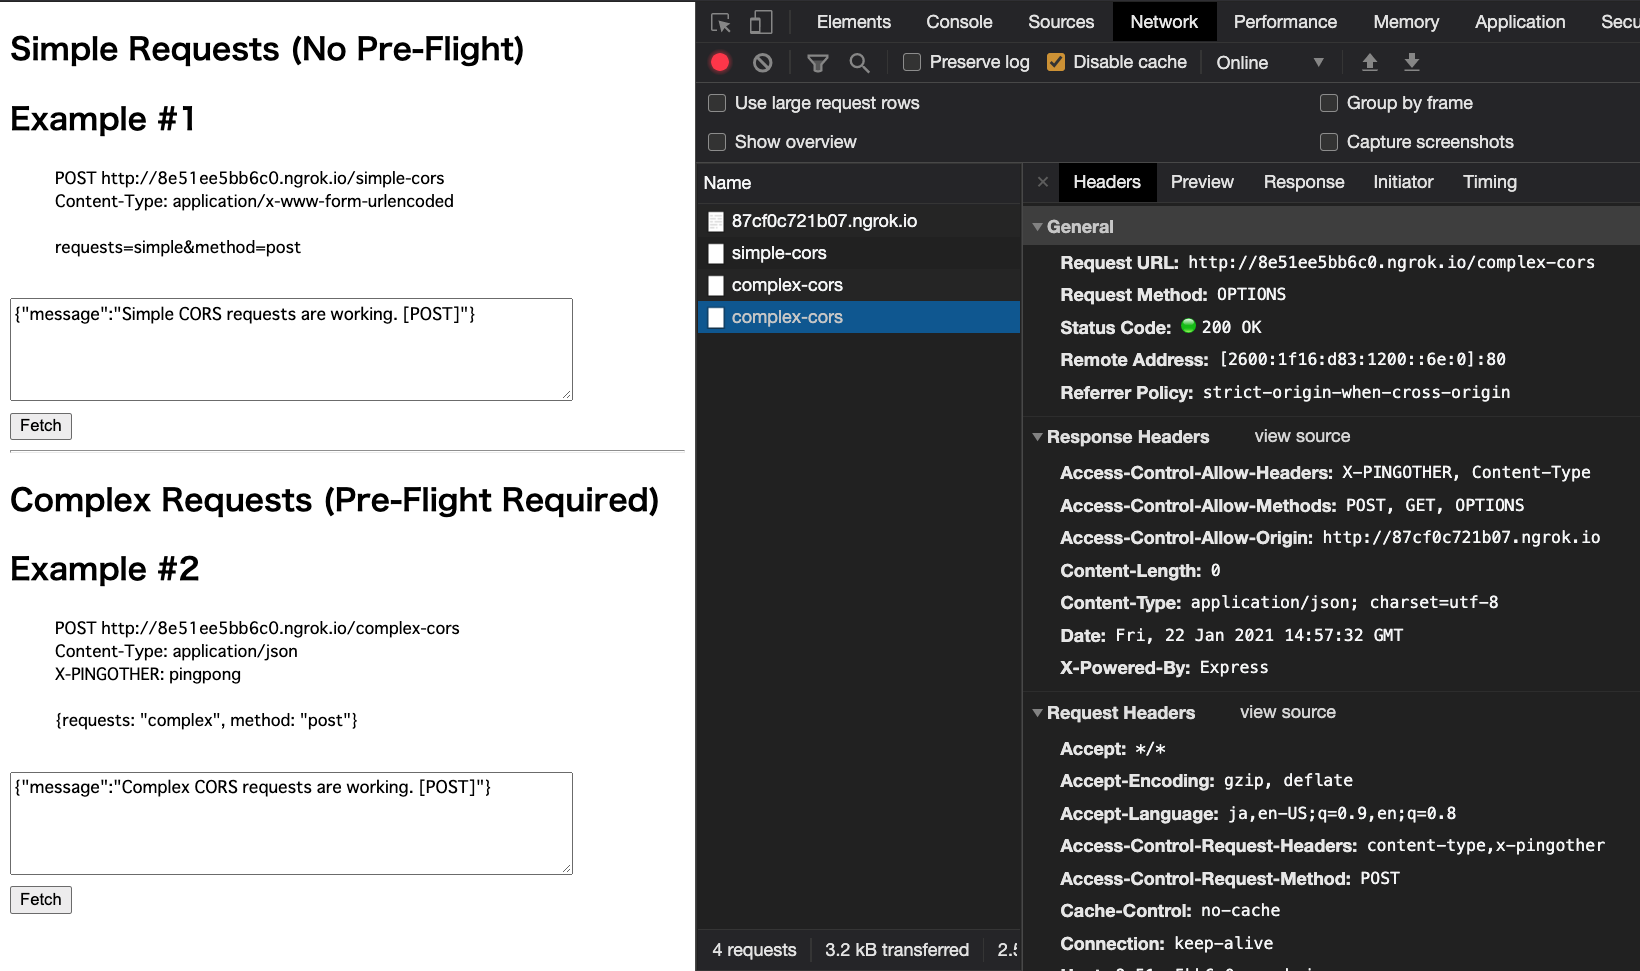 Simple Requests (No Pre-Flight)
Example #1
POST http://8e51ee5bb6c0.ngrok.io/simple-cors
Content-Type: application/x-www-form-urlencoded
requests=simple&method=post
{"message":"Simple CORS requests are working. [POST]"}
Fetch
Complex Requests (Pre-Flight Required)
Example #2
POST http://8e51ee5bb6c0.ngrok.io/complex-cors
Content-Type: application/json
X-PINGOTHER: pingpong
{requests: "complex", method: "post"}
{"message":"Complex CORS requests are working. [POST]"}
Fetch
Elements Console Sources Network Performance Memory Application
Preserve log Disable cache Online
Use large request rows Group by frame
Show overview Capture screenshots
Name
87cf0c721b07.ngrok.io
simple-cors
complex-cors
complex-cors
4 requests 3.2 kB transferred
Headers Preview Response Initiator Timing
General
Request URL: http://8e51ee5bb6c0.ngrok.io/complex-cors
Request Method: OPTIONS
Status Code: 200 OK
Remote Address: [2600:1f16:d83:1200::6e:0]:80
Referrer Policy: strict-origin-when-cross-origin
Response Headers view source
Access-Control-Allow-Headers: X-PINGOTHER, Content-Type
Access-Control-Allow-Methods: POST, GET, OPTIONS
Access-Control-Allow-Origin: http://87cf0c721b07.ngrok.io
Content-Length: 0
Content-Type: application/json; charset=utf-8
Date: Fri, 22 Jan 2021 14:57:32 GMT
X-Powered-By: Express
Request Headers view source
Accept: */*
Accept-Encoding: gzip, deflate
Accept-Language: ja,en-US;q=0.9,en;q=0.8
Access-Control-Request-Headers: content-type,x-pingother
Access-Control-Request-Method: POST
Cache-Control: no-cache
Connection: keep-alive